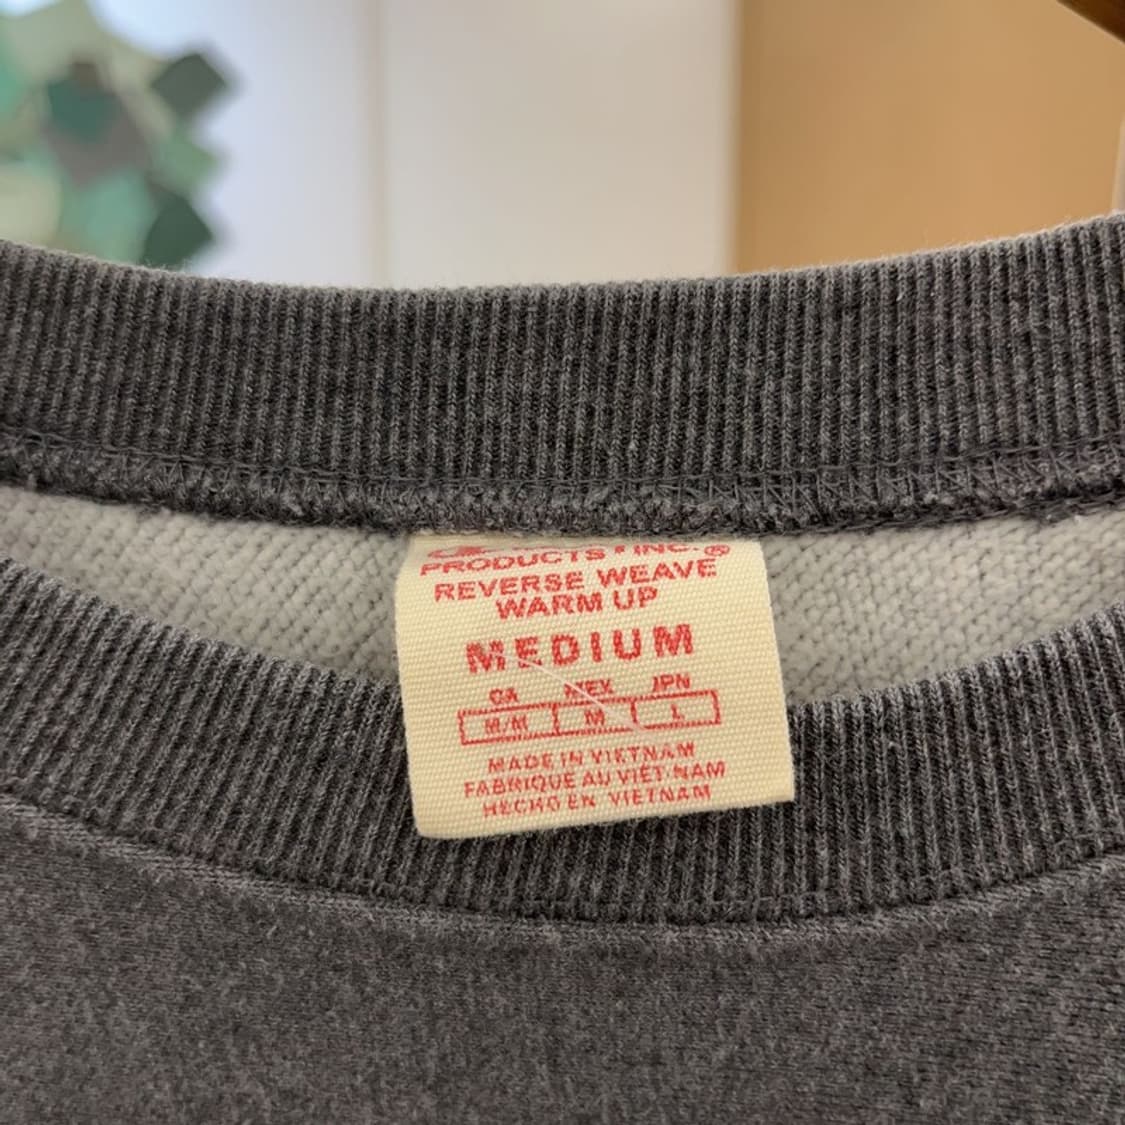 PRODUCTS INC.®
REVERSE WEAVE
WARM UP
MEDIUM
CA MEX JPN
M/M M L
MADE IN VIETNAM
FABRIQUE AU VIET-NAM
HECHO EN VIETNAM